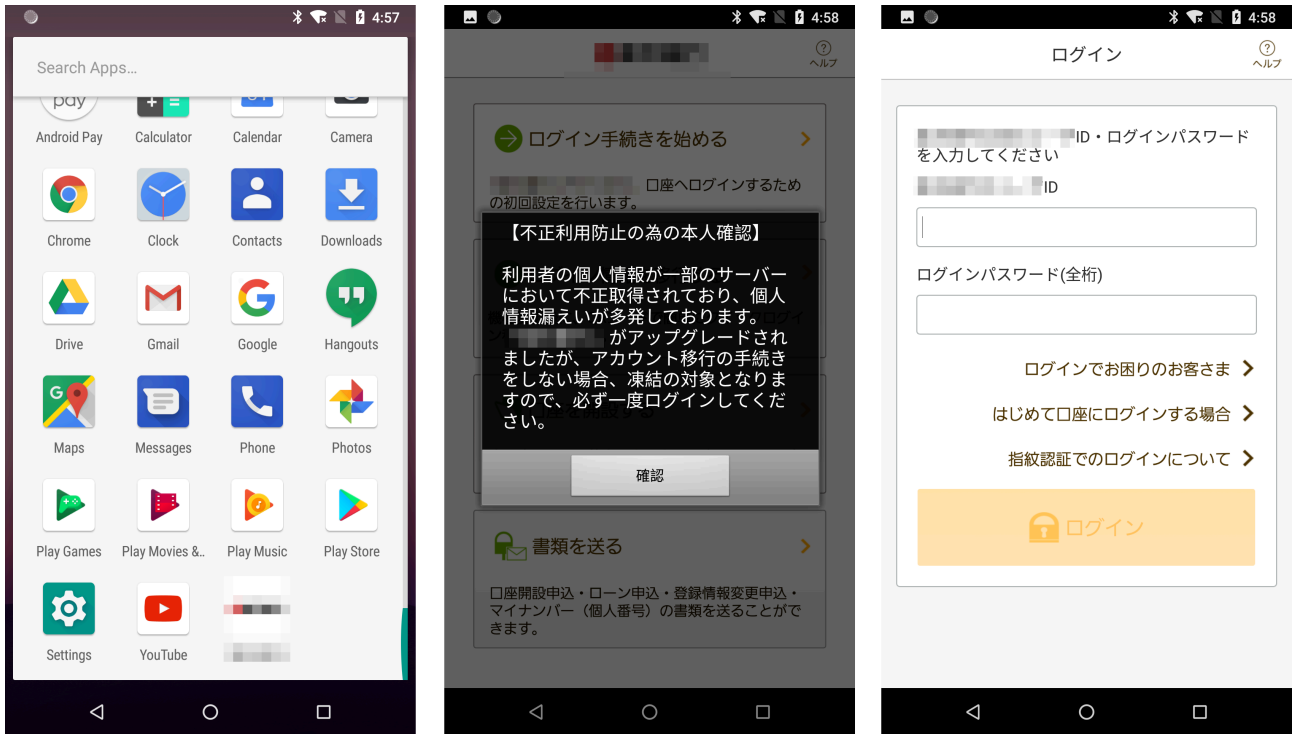 4:57
Search Apps…
pay
Android Pay
Calculator
Calendar
Camera
Chrome
Clock
Contacts
Downloads
Drive
Gmail
Google
Hangouts
Maps
Messages
Phone
Photos
Play Games
Play Movies &..
Play Music
Play Store
Settings
YouTube
4:58
ヘルプ
ログイン手続きを始める
口座へログインするため
の初回設定を行います。
【不正利用防止の為の本人確認】
利用者の個人情報が一部のサーバー
において不正取得されており、個人
情報漏えいが多発しております。
がアップグレードされ
ましたが、アカウント移行の手続き
をしない場合、凍結の対象となりま
すので、必ず一度ログインしてくだ
さい。
確認
書類を送る
口座開設申込・ローン申込・登録情報変更申込・
マイナンバー（個人番号）の書類を送ることがで
きます。
4:58
ログイン
ヘルプ
ID・ログインパスワード
を入力してください
ID
ログインパスワード(全桁)
ログインでお困りのお客さま
はじめて口座にログインする場合
指紋認証でのログインについて
ログイン